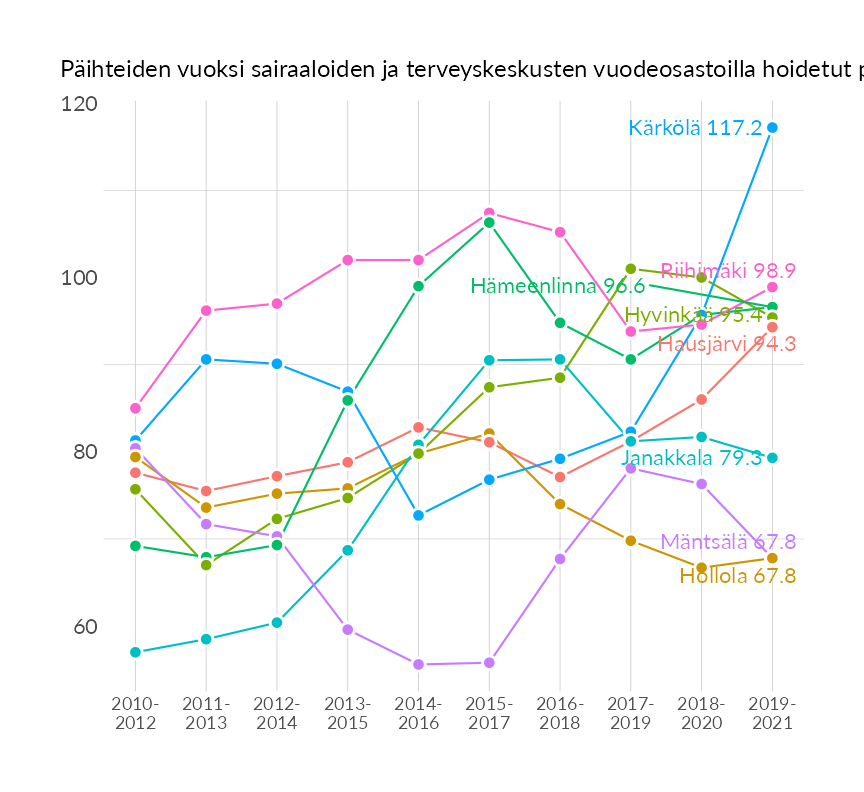 Päihteiden vuoksi sairaaloiden ja terveyskeskusten vuodeosastoilla hoidetut p
120
100
80
60
Kärkölä 117.2
Riihimäki 98.9
Hämeenlinna 96.6
Hyvinkää 95.4
Hausjärvi 94.3
Janakkala 79.3
Mäntsälä 67.8
Hollola 67.8
2010- 2011- 2012- 2013- 2014- 2015- 2016- 2017- 2018- 2019-
2012 2013 2014 2015 2016 2017 2018 2019 2020 2021